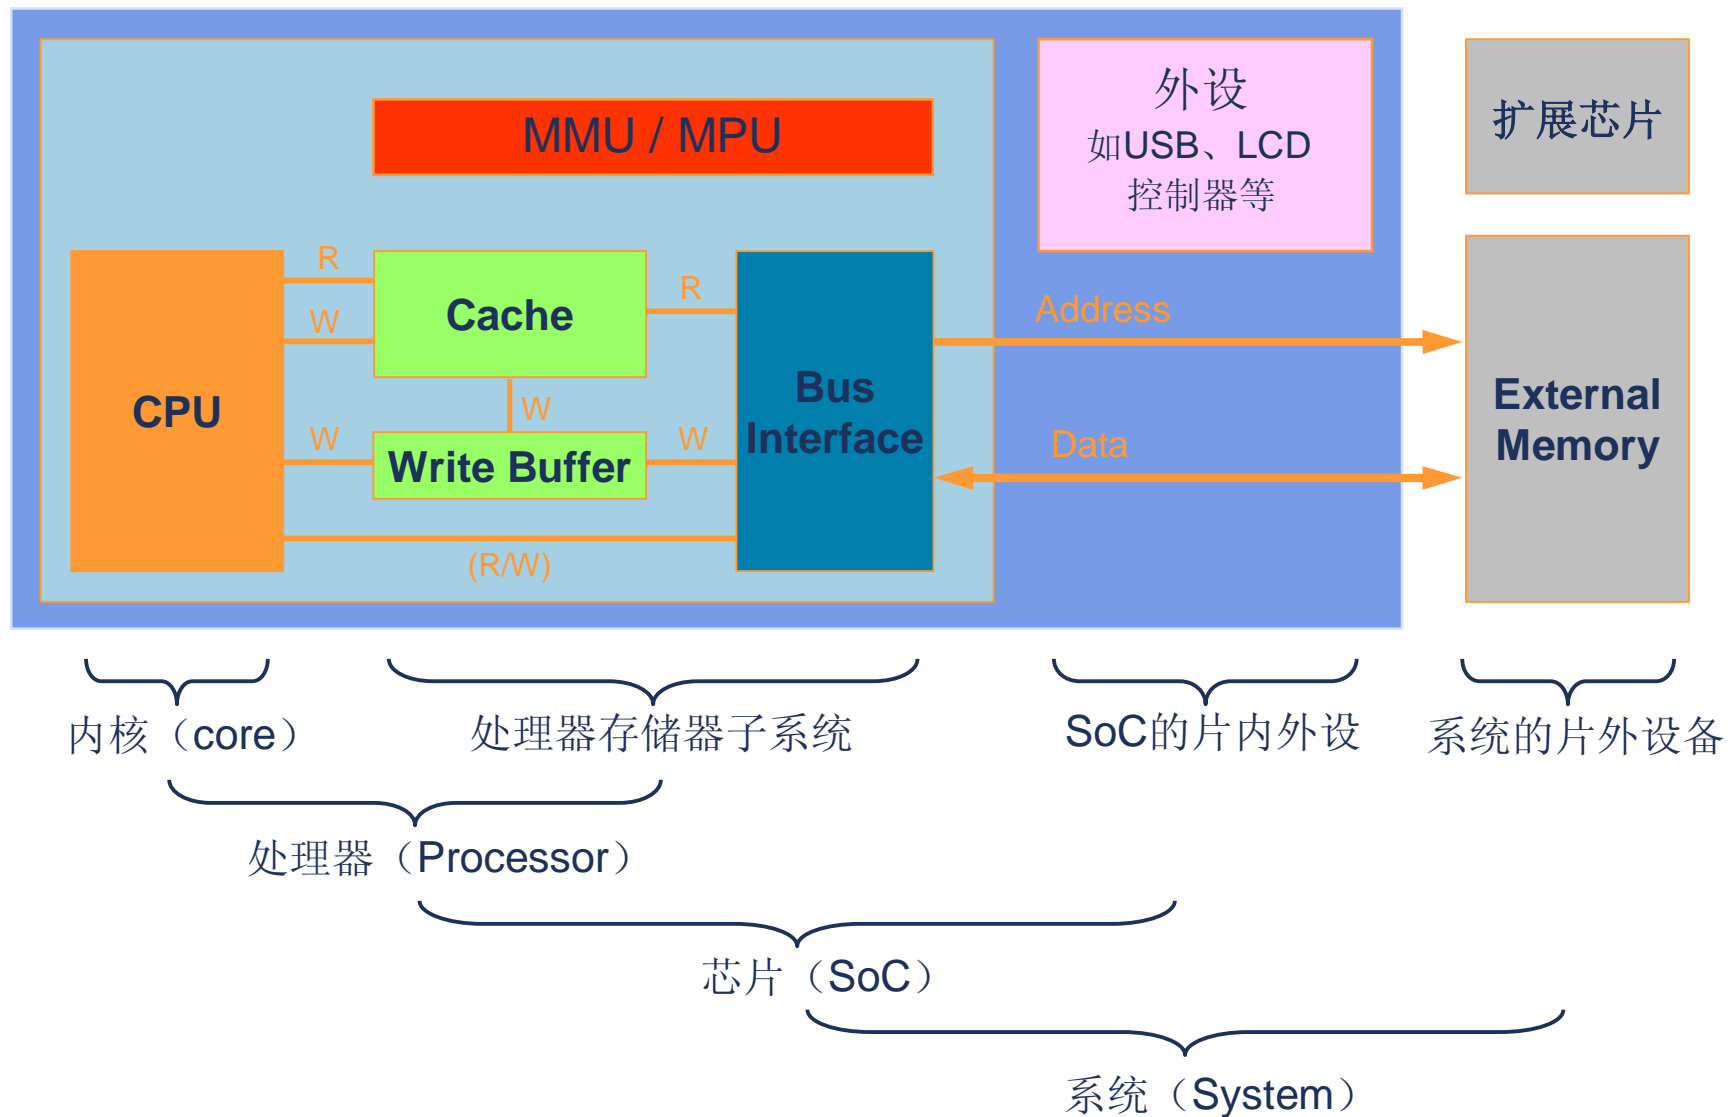 MMU / MPU
外设
如USB、LCD
控制器等
扩展芯片
R
W
Cache
R
Address
CPU
W
W
W
Write Buffer
Bus
Interface
Data
External
Memory
(R/W)
内核（core）
处理器存储器子系统
SoC的片内外设
系统的片外设备
处理器（Processor）
芯片（SoC）
系统（System）